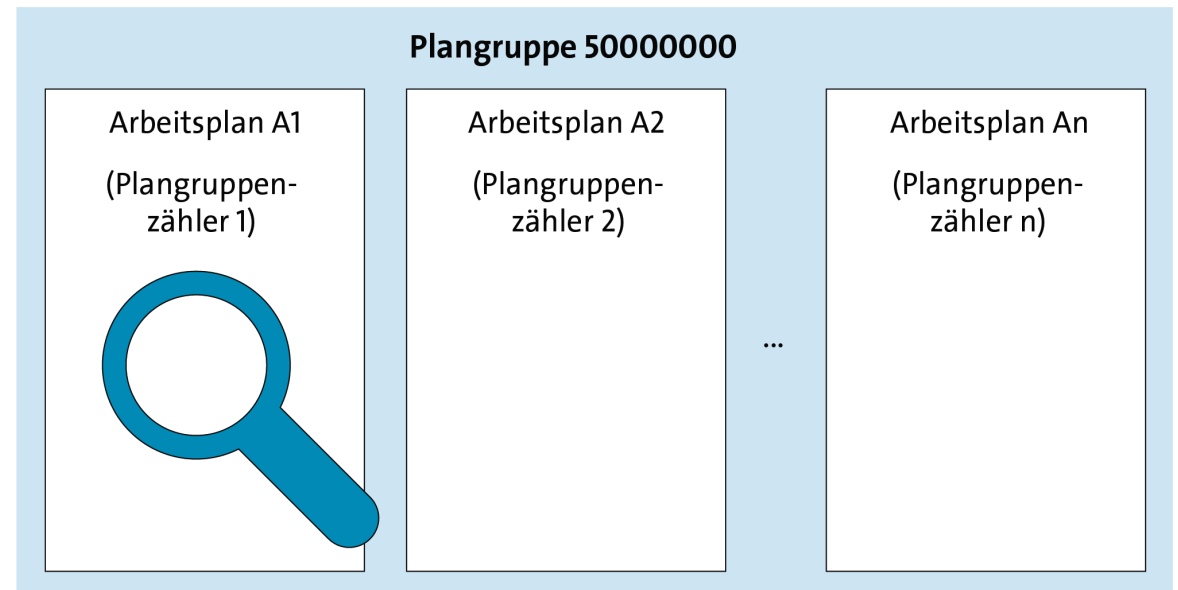 Plangruppe 50000000
Arbeitsplan A1
(Plangruppen-
zähler 1)
Arbeitsplan A2
(Plangruppen-
zähler 2)
...
Arbeitsplan An
(Plangruppen-
zähler n)